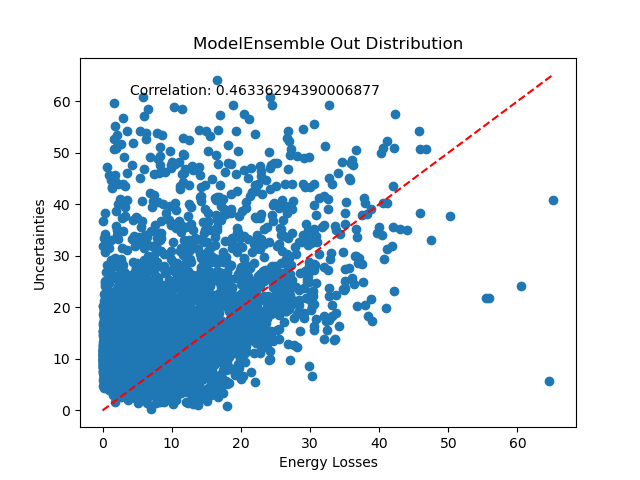 ModelEnsemble Out Distribution
Correlation: 0.46336294390006877
60
50
40
30
20
10
0
Uncertainties
0 10 20 30 40 50 60
Energy Losses